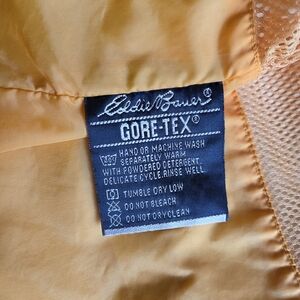 Eddie Bauer®
GORE-TEX®
HAND OR MACHINE WASH
SEPARATELY WARM
WITH POWDERED DETERGENT.
DELICATE CYCLE. RINSE WELL.
TUMBLE DRY LOW
DO NOT BLEACH
DO NOT DRYCLEAN